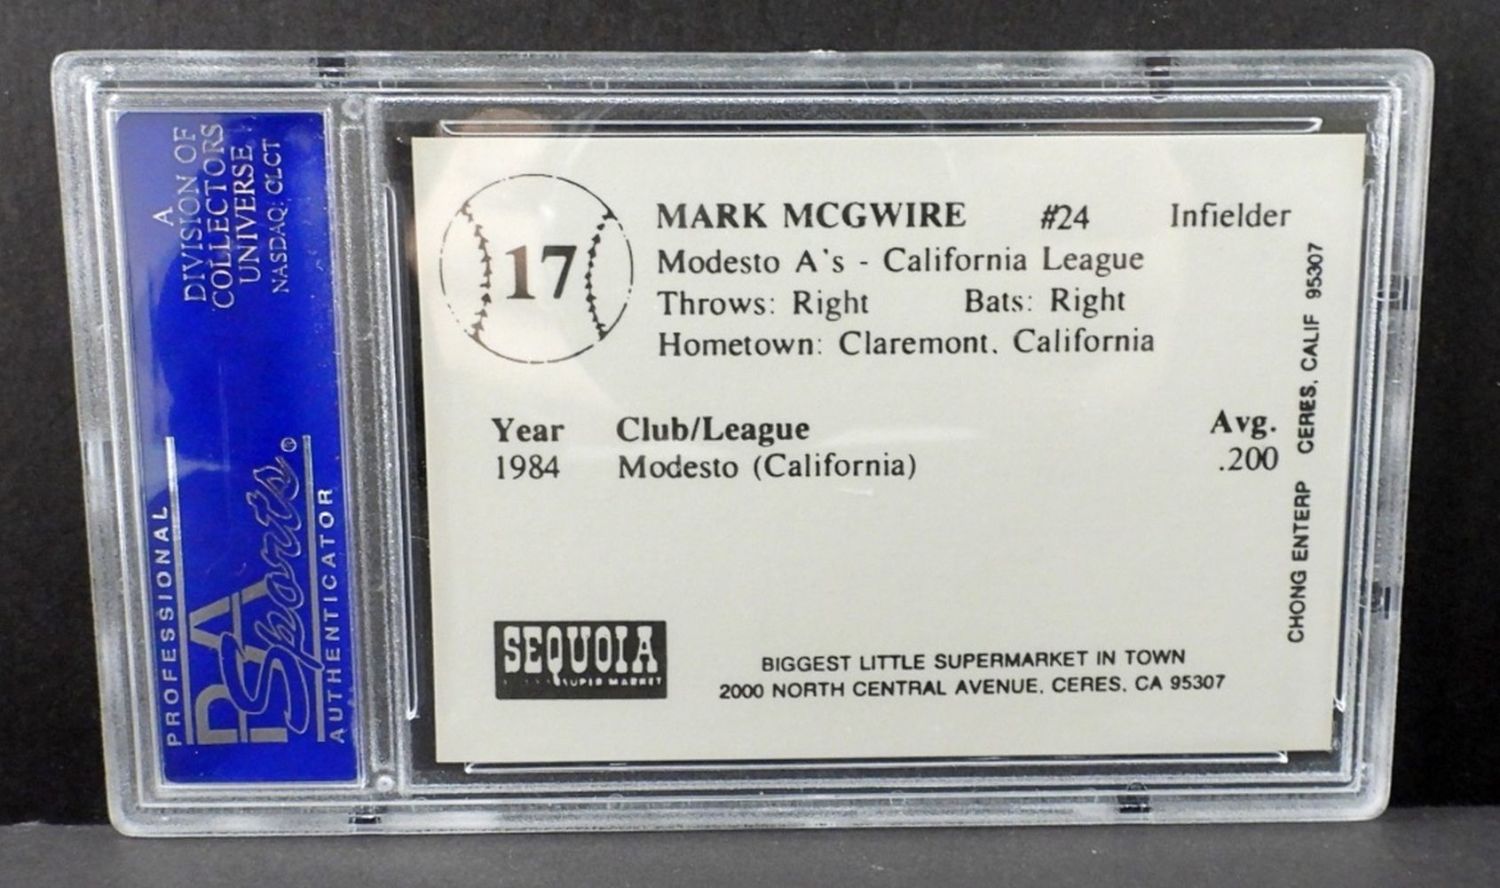 A
DIVISION OF
COLLECTORS
UNIVERSE
NASDAQ: CLCT
PROFESSIONAL
PSA
Sports®
AUTHENTICATOR
17
MARK MCGWIRE #24 Infielder
Modesto A's - California League
Throws: Right Bats: Right
Hometown: Claremont, California
Year Club/League Avg.
1984 Modesto (California) .200
SEQUOIA
SUPER MARKET
BIGGEST LITTLE SUPERMARKET IN TOWN
2000 NORTH CENTRAL AVENUE, CERES, CA 95307
CHONG ENTERP CERES, CALIF 95307